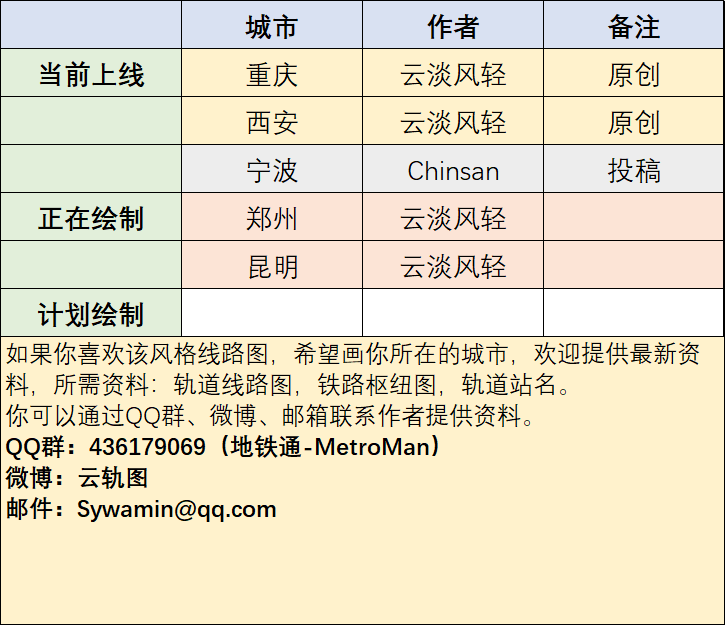 城市 作者 备注
当前上线 重庆 云淡风轻 原创
西安 云淡风轻 原创
宁波 Chinsan 投稿
正在绘制 郑州 云淡风轻
昆明 云淡风轻
计划绘制
如果你喜欢该风格线路图，希望画你所在的城市，欢迎提供最新资
料，所需资料：轨道线路图，铁路枢纽图，轨道站名。
你可以通过QQ群、微博、邮箱联系作者提供资料。
QQ群：436179069（地铁通-MetroMan）
微博：云轨图
邮件：Sywamin@qq.com